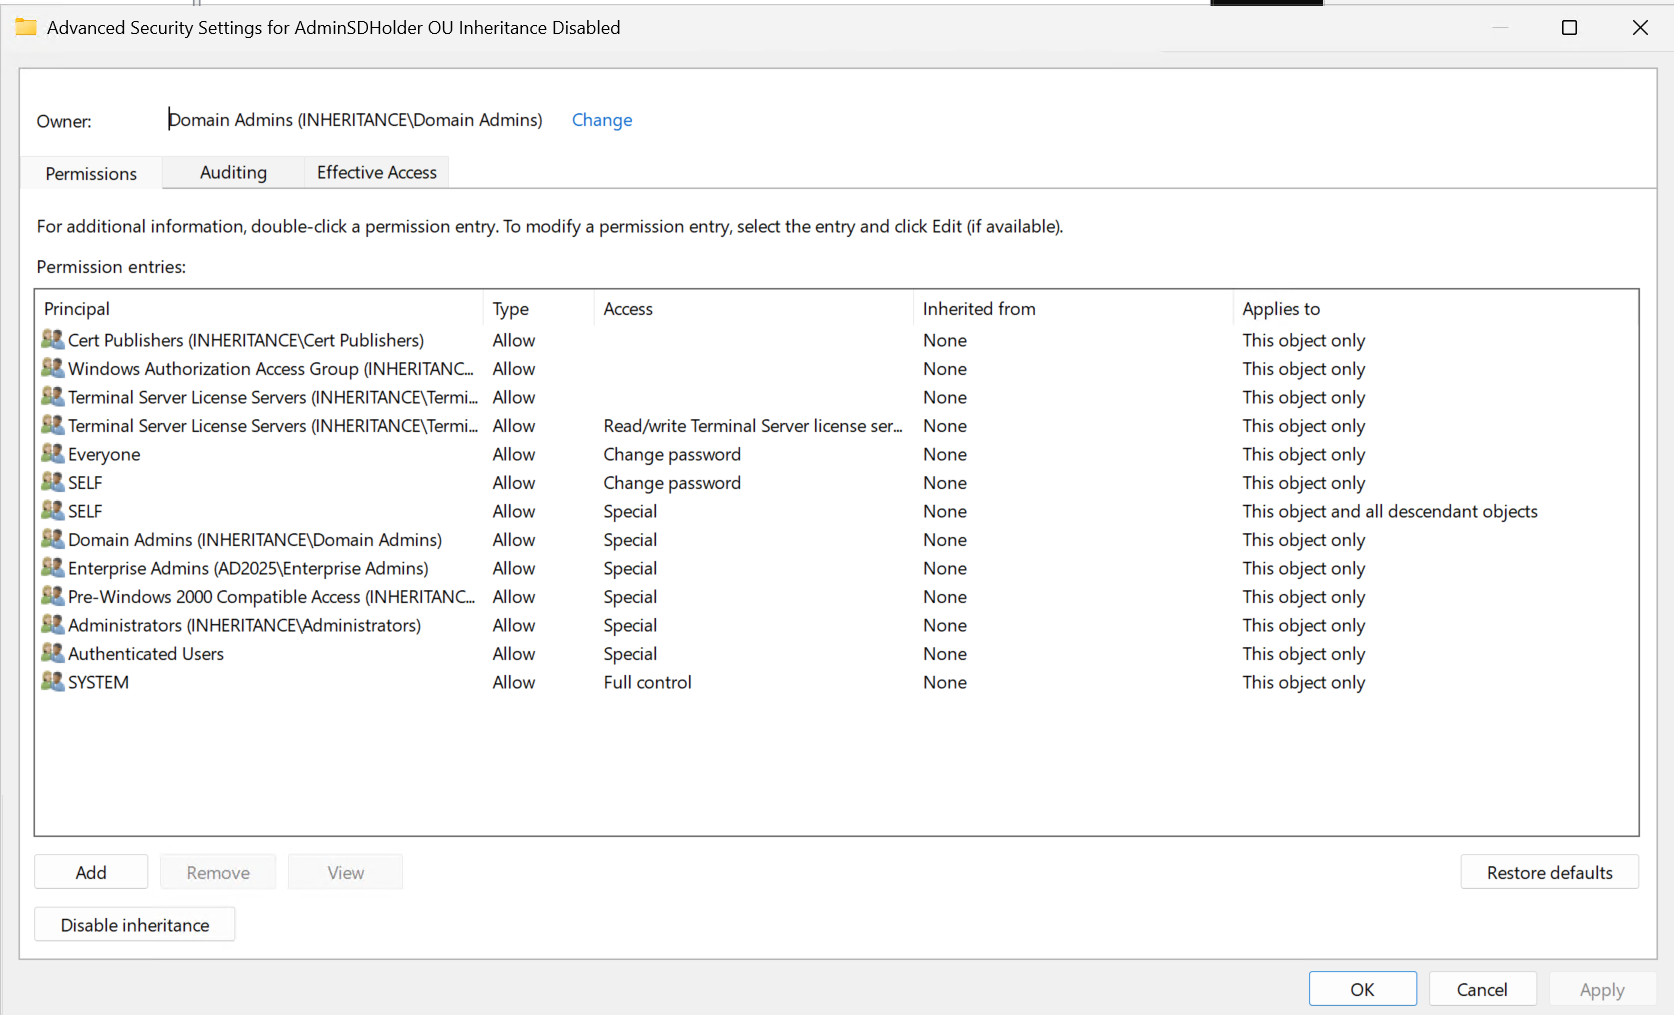 Advanced Security Settings for AdminSDHolder OU Inheritance Disabled
Owner: Domain Admins (INHERITANCE\Domain Admins) Change
Permissions Auditing Effective Access
For additional information, double-click a permission entry. To modify a permission entry, select the entry and click Edit (if available).
Permission entries:
Principal Type Access Inherited from Applies to
Cert Publishers (INHERITANCE\Cert Publishers) Allow None This object only
Windows Authorization Access Group (INHERITANC... Allow None This object only
Terminal Server License Servers (INHERITANCE\Termi... Allow None This object only
Terminal Server License Servers (INHERITANCE\Termi... Allow Read/write Terminal Server license ser... None This object only
Everyone Allow Change password None This object only
SELF Allow Change password None This object only
SELF Allow Special None This object and all descendant objects
Domain Admins (INHERITANCE\Domain Admins) Allow Special None This object only
Enterprise Admins (AD2025\Enterprise Admins) Allow Special None This object only
Pre-Windows 2000 Compatible Access (INHERITANC... Allow Special None This object only
Administrators (INHERITANCE\Administrators) Allow Special None This object only
Authenticated Users Allow Special None This object only
SYSTEM Allow Full control None This object only
Add Remove View Restore defaults
Disable inheritance
OK Cancel Apply